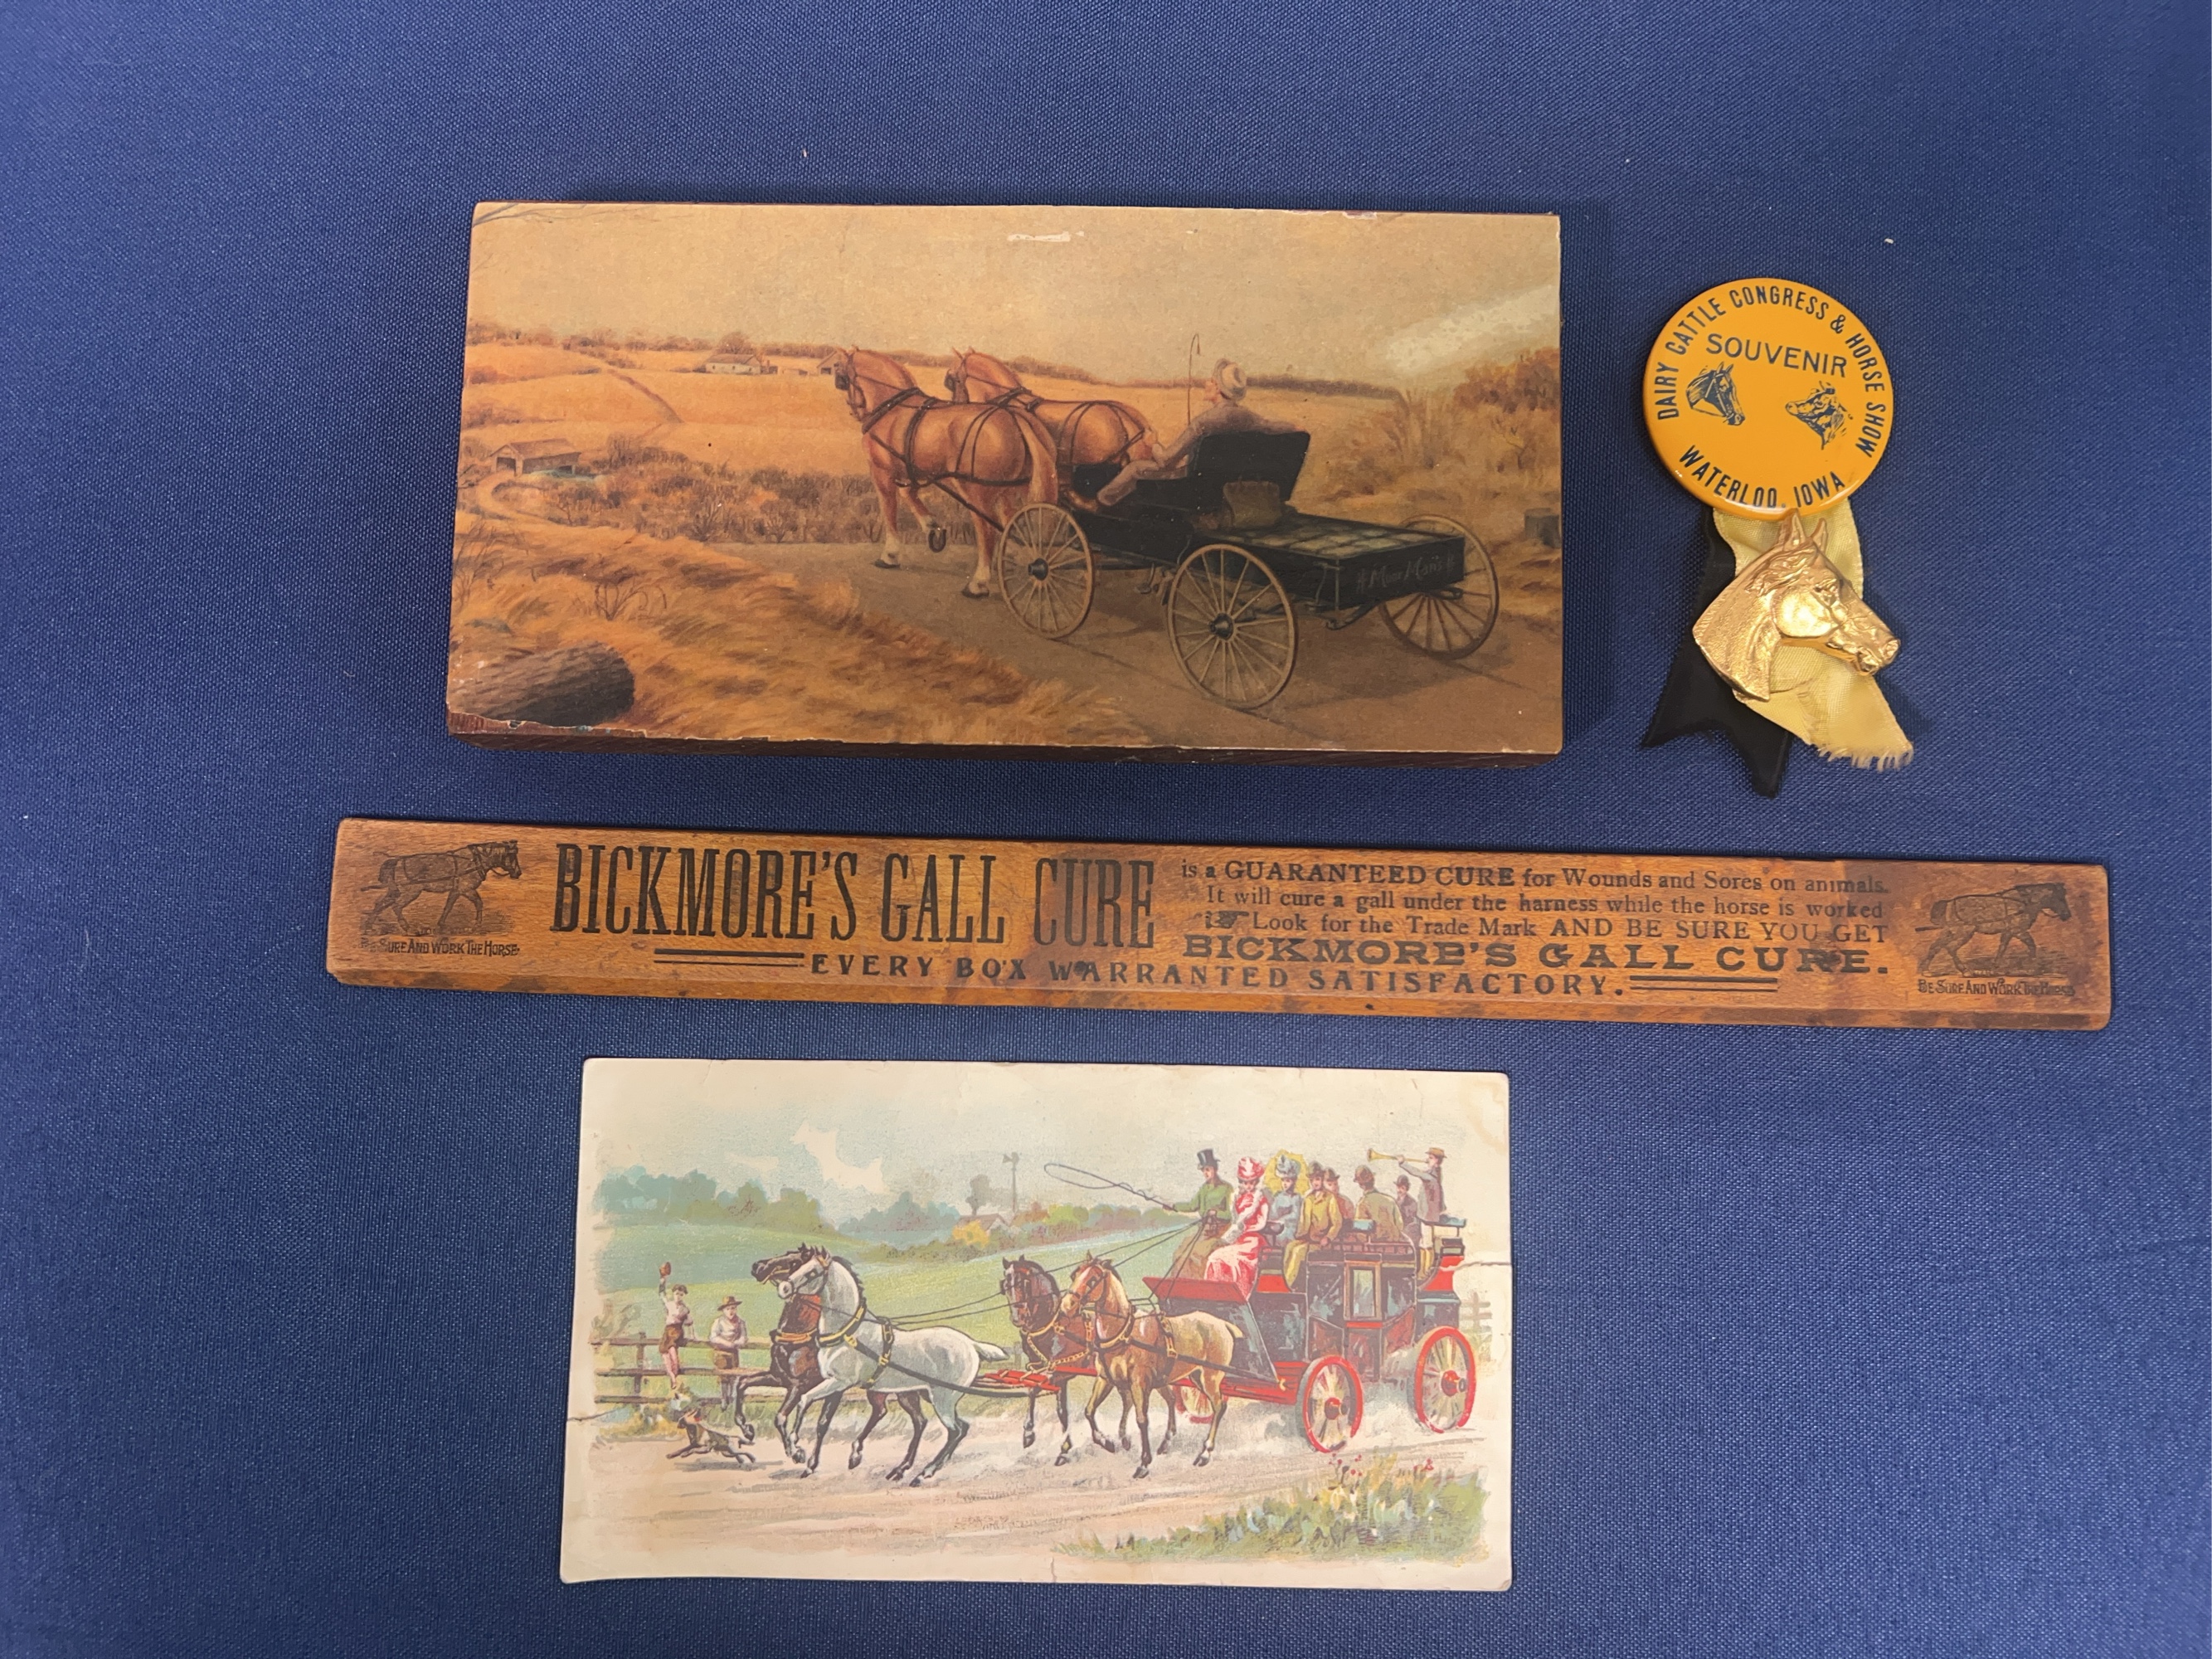 DAIRY CATTLE CONGRESS & HORSE SHOW
SOUVENIR
WATERLOO, IOWA
BICKMORE'S GALL CURE
is a GUARANTEED CURE for Wounds and Sores on animals.
It will cure a gall under the harness while the horse is worked
Look for the Trade Mark AND BE SURE YOU GET
BICKMORE'S GALL CURE.
EVERY BOX WARRANTED SATISFACTORY.
BE SURE AND WORK THE HORSE
BE SURE AND WORK THE HORSE